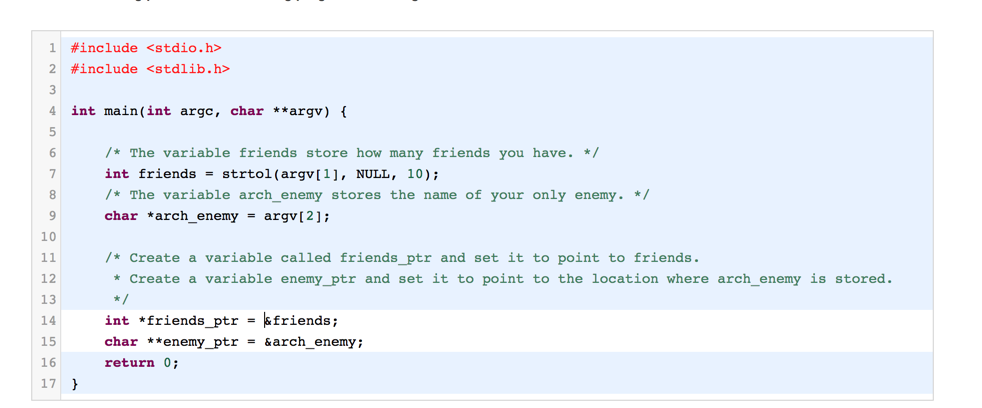 1 #include <stdio.h>
2 #include <stdlib.h>
3
4 int main(int argc, char **argv) {
5
6 /* The variable friends store how many friends you have. */
7 int friends = strtol(argv[1], NULL, 10);
8 /* The variable arch_enemy stores the name of your only enemy. */
9 char *arch_enemy = argv[2];
10
11 /* Create a variable called friends_ptr and set it to point to friends.
12 * Create a variable enemy_ptr and set it to point to the location where arch_enemy is stored.
13 */
14 int *friends_ptr = &friends;
15 char **enemy_ptr = &arch_enemy;
16 return 0;
17 }